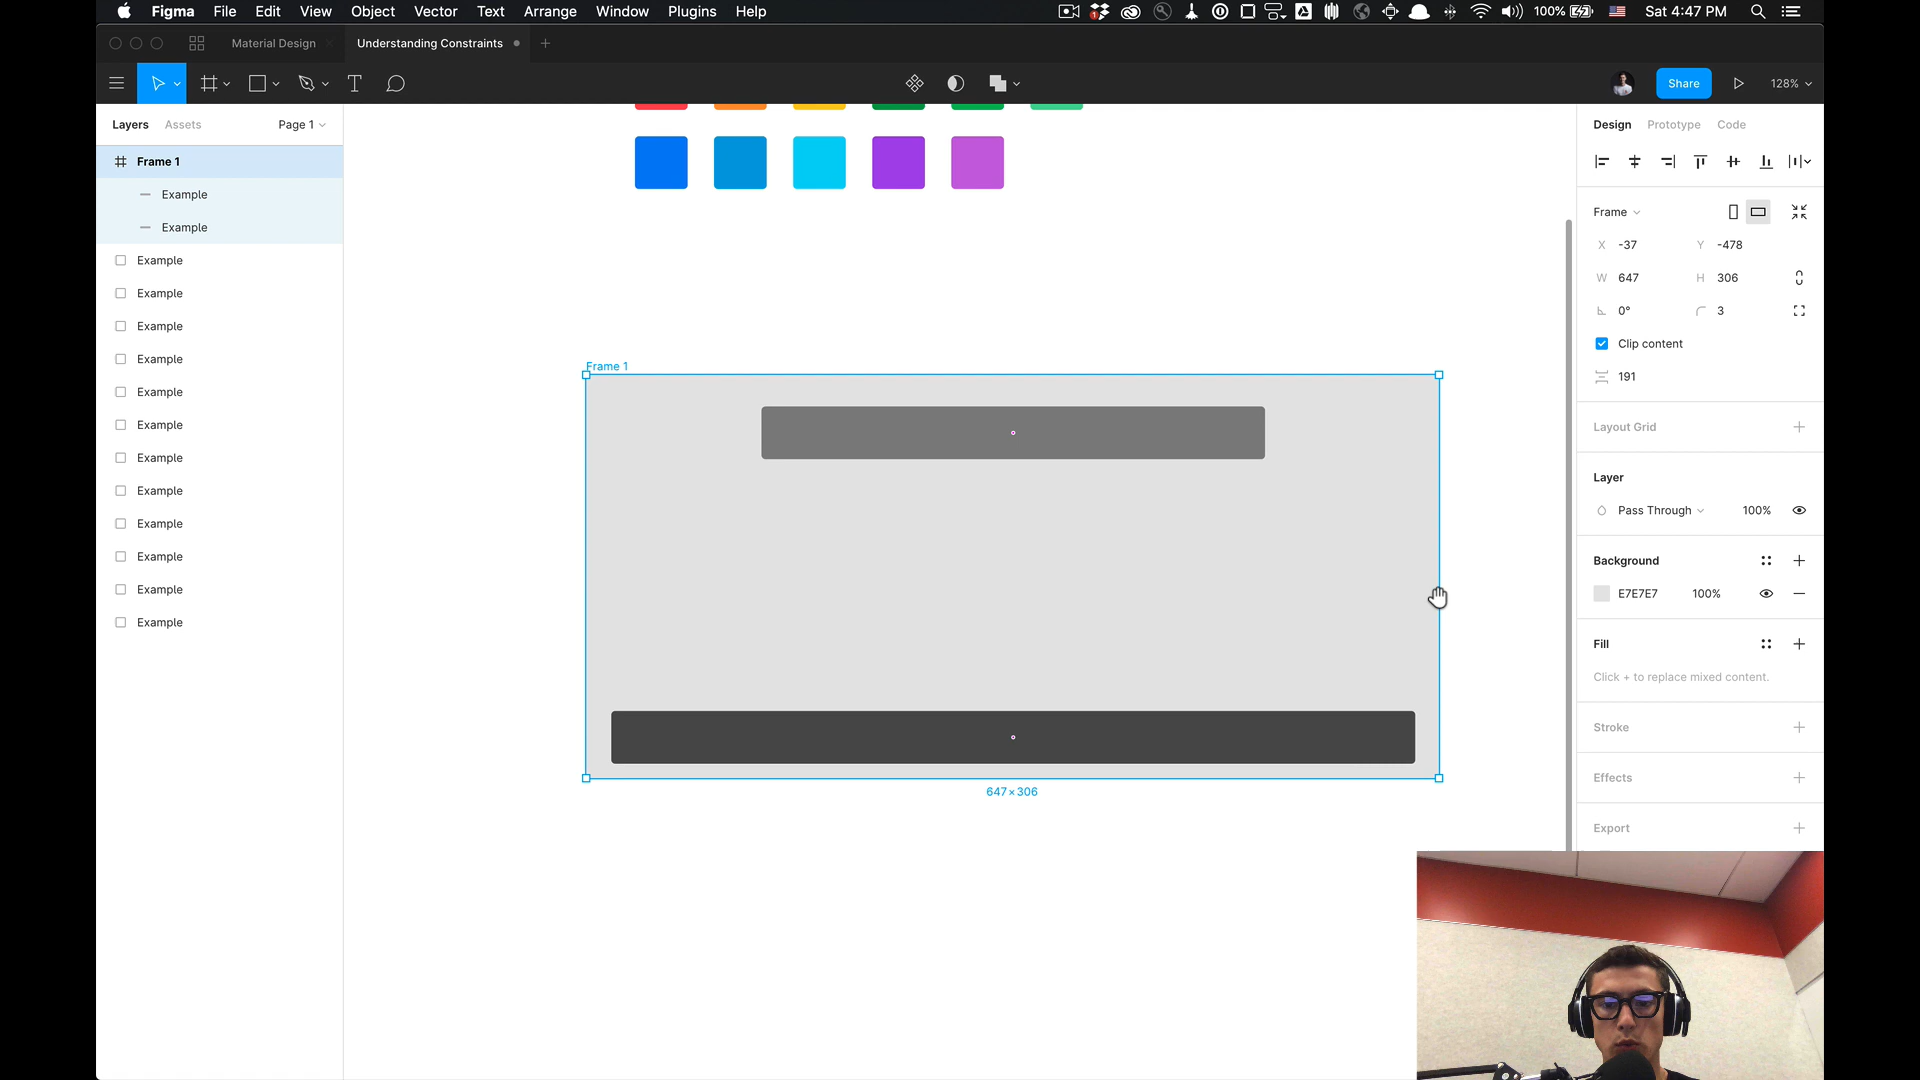 Figma File Edit View Object Vector Text Arrange Window Plugins Help 100% Sat 4:47 PM
Material Design Understanding Constraints
Share 128%
Layers Assets Page 1
Design Prototype Code
Frame 1
Example
Example
Example
Example
Example
Example
Example
Example
Example
Example
Example
Example
Example
Example
Frame 1
647×306
Frame
X -37 Y -478
W 647 H 306
0° 3
Clip content
191
Layout Grid
Layer
Pass Through 100%
Background
E7E7E7 100%
Fill
Click + to replace mixed content.
Stroke
Effects
Export